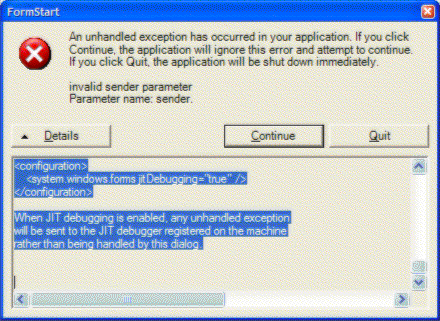 FormStart
An unhandled exception has occurred in your application. If you click
Continue, the application will ignore this error and attempt to continue.
If you click Quit, the application will be shut down immediately.
invalid sender parameter
Parameter name: sender.
Details
Continue
Quit
<configuration>
<system.windows.forms jitDebugging="true" />
</configuration>
When JIT debugging is enabled, any unhandled exception
will be sent to the JIT debugger registered on the machine
rather than being handled by this dialog.